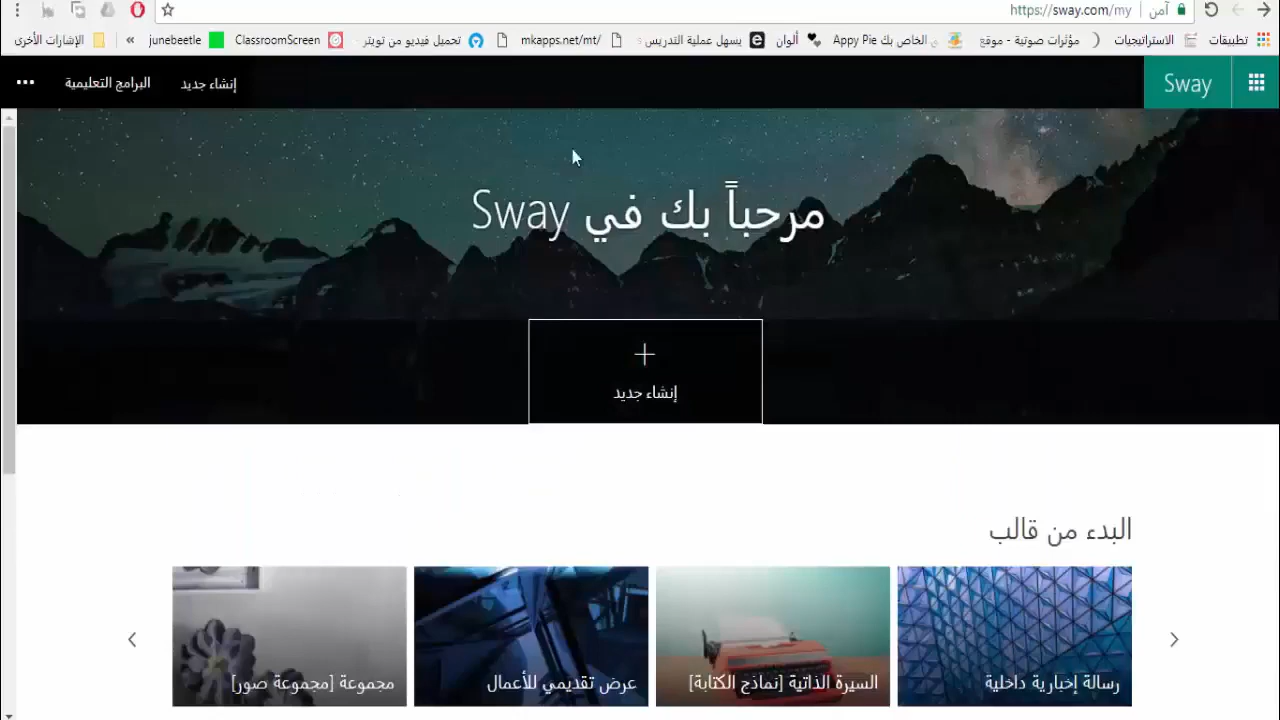 https://sway.com/my
آمن
تطبيقات
الاستراتيجيات
مؤثرات صوتية - موقع
الخاص بك Appy Pie
ألوان
يسهل عملية التدريس
mkapps.net/mt/
تحميل فيديو من تويتر
ClassroomScreen
junebeetle
»
الإشارات الأخرى
Sway
إنشاء جديد
البرامج التعليمية
مرحباً بك في Sway
إنشاء جديد
البدء من قالب
رسالة إخبارية داخلية
السيرة الذاتية [نماذج الكتابة]
عرض تقديمي للأعمال
مجموعة [مجموعة صور]